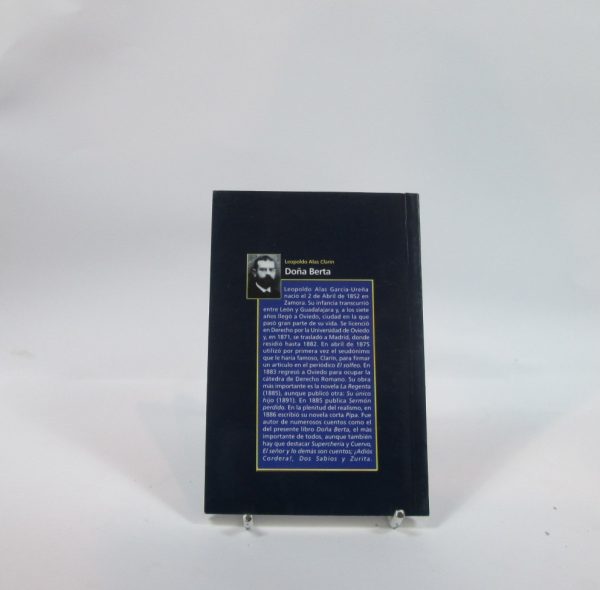 Leopoldo Alas Clarín
Doña Berta
Leopoldo Alas García-Ureña
nació el 2 de Abril de 1852 en
Zamora. Su infancia transcurrió
entre León y Guadalajara y, a los siete
años llegó a Oviedo, ciudad en la que
pasó gran parte de su vida. Se licenció
en Derecho por la Universidad de Oviedo
y, en 1871, se traslado a Madrid, donde
residió hasta 1882. En abril de 1875
utilizó por primera vez el seudónimo
que le haría famoso, Clarín, para firmar
un artículo en el periódico El solfeo. En
1883 regresó a Oviedo para ocupar la
cátedra de Derecho Romano. Su obra
más importante es la novela La Regenta
(1885), aunque publicó otra: Su único
hijo (1891). En 1885 publica Sermón
perdido. En la plenitud del realismo, en
1886 escribió su novela corta Pipa. Fue
autor de numerosos cuentos como el
del presente libro Doña Berta, el más
importante de todos, aunque también
hay que destacar Superchería y Cuervo,
El señor y lo demás son cuentos, ¡Adiós
Cordera!, Dos Sabios y Zurita.